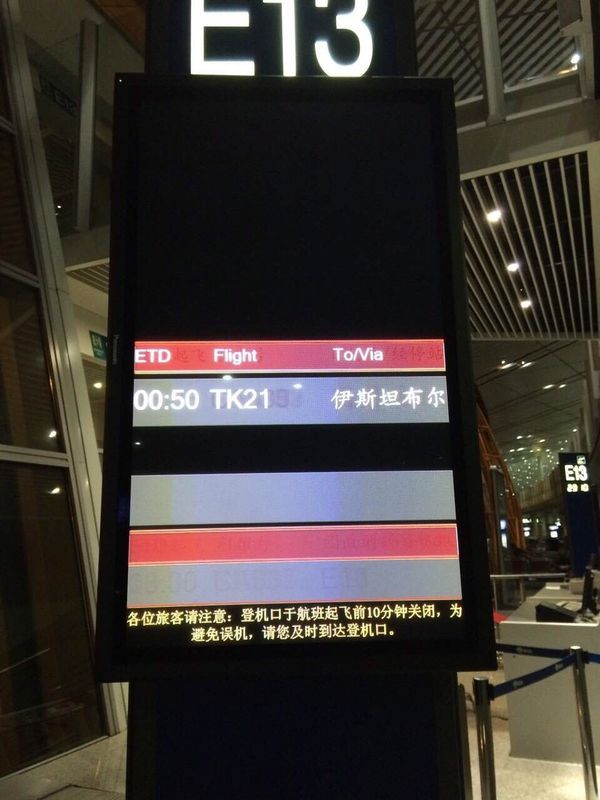 E13
ETD Flight To/Via
00:50 TK21 伊斯坦布尔
各位旅客请注意：登机口于航班起飞前10分钟关闭，为
避免误机，请您及时到达登机口。
E13
Panasonic